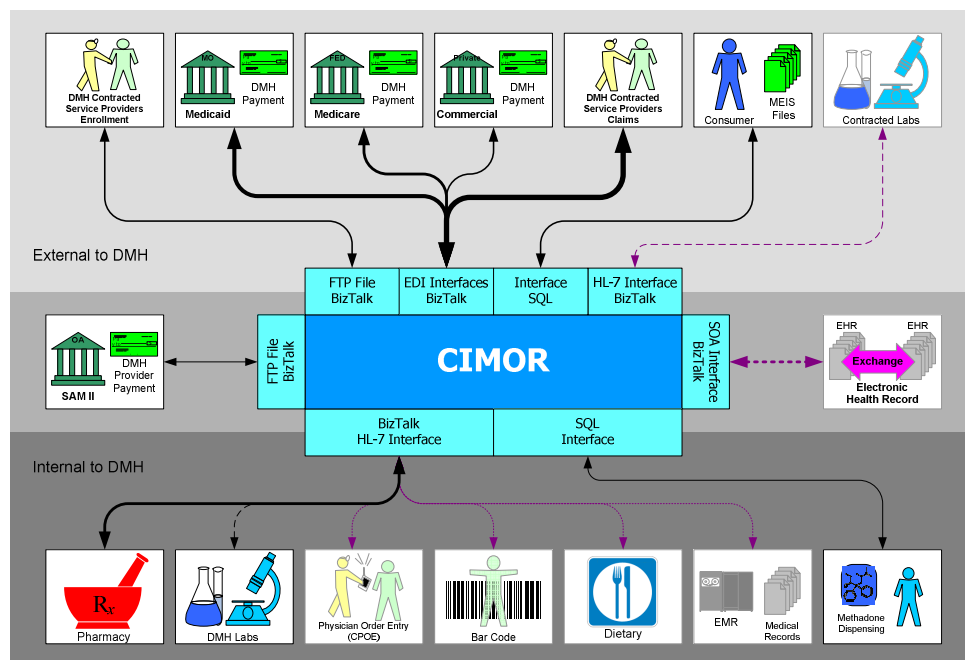 DMH Contracted
Service Providers
Enrollment
MO
DMH
Payment
Medicaid
FED
DMH
Payment
Medicare
Private
DMH
Payment
Commercial
DMH Contracted
Service Providers
Claims
Consumer
MEIS
Files
Contracted Labs
External to DMH
FTP File
BizTalk
EDI Interfaces
BizTalk
Interface
SQL
HL-7 Interface
BizTalk
OA
DMH
Provider
Payment
SAM II
FTP File
BizTalk
CIMOR
SOA Interface
BizTalk
EHR
EHR
Exchange
Electronic
Health Record
BizTalk
HL-7 Interface
SQL
Interface
Internal to DMH
Rx
Pharmacy
DMH Labs
Physician Order Entry
(CPOE)
Bar Code
Dietary
EMR
Medical
Records
Methadone
Dispensing